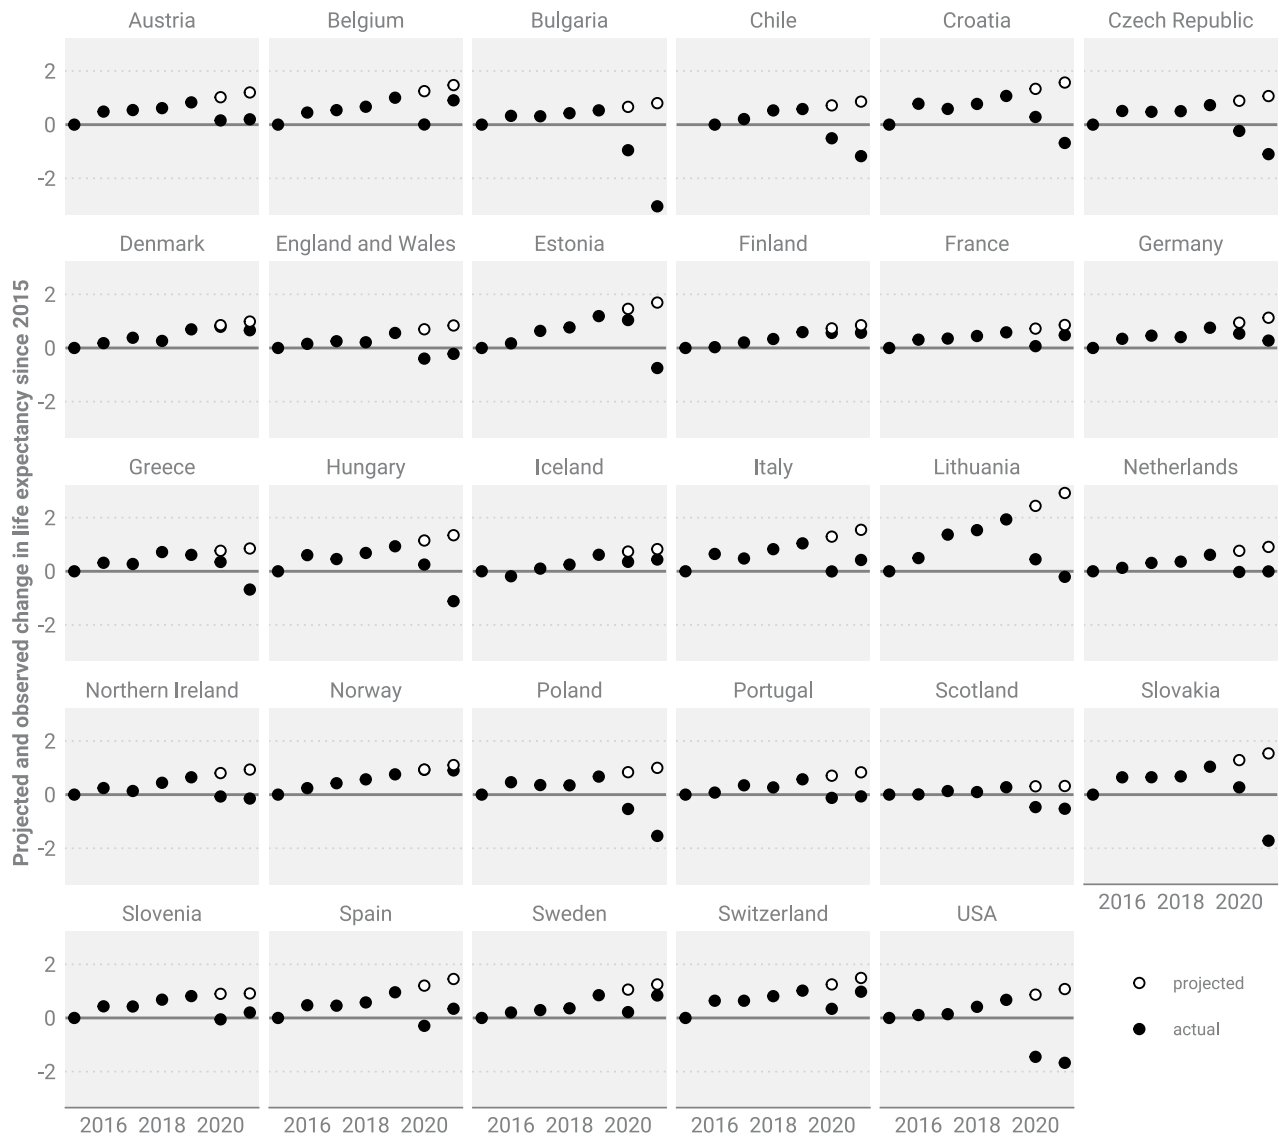 Austria Belgium Bulgaria Chile Croatia Czech Republic
2
0
-2
Denmark England and Wales Estonia Finland France Germany
2
0
-2
Projected and observed change in life expectancy since 2015
Greece Hungary Iceland Italy Lithuania Netherlands
2
0
-2
Northern Ireland Norway Poland Portugal Scotland Slovakia
2
0
-2
2016 2018 2020
Slovenia Spain Sweden Switzerland USA
2
0
-2
projected
actual
2016 2018 2020 2016 2018 2020 2016 2018 2020 2016 2018 2020 2016 2018 2020